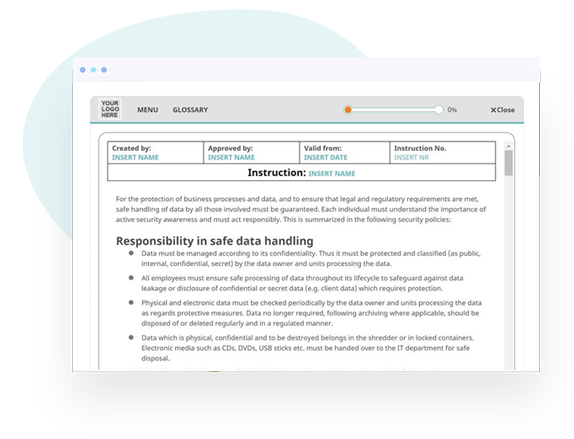 YOUR
LOGO
HERE
MENU GLOSSARY 0% ×Close
Created by: Approved by: Valid from: Instruction No.
INSERT NAME INSERT NAME INSERT DATE INSERT NR
Instruction: INSERT NAME
For the protection of business processes and data, and to ensure that legal and regulatory requirements are met,
safe handling of data by all those involved must be guaranteed. Each individual must understand the importance of
active security awareness and must act responsibly. This is summarized in the following security policies:
Responsibility in safe data handling
● Data must be managed according to its confidentiality. Thus it must be protected and classified (as public,
internal, confidential, secret) by the data owner and units processing the data.
● All employees must ensure safe processing of data throughout its lifecycle to safeguard against data
leakage or disclosure of confidential or secret data (e.g. client data) which requires protection.
● Physical and electronic data must be checked periodically by the data owner and units processing the data
as regards protective measures. Data no longer required, following archiving where applicable, should be
disposed of or deleted regularly and in a regulated manner.
● Data which is physical, confidential and to be destroyed belongs in the shredder or in locked containers.
Electronic media such as CDs, DVDs, USB sticks etc. must be handed over to the IT department for safe
disposal.